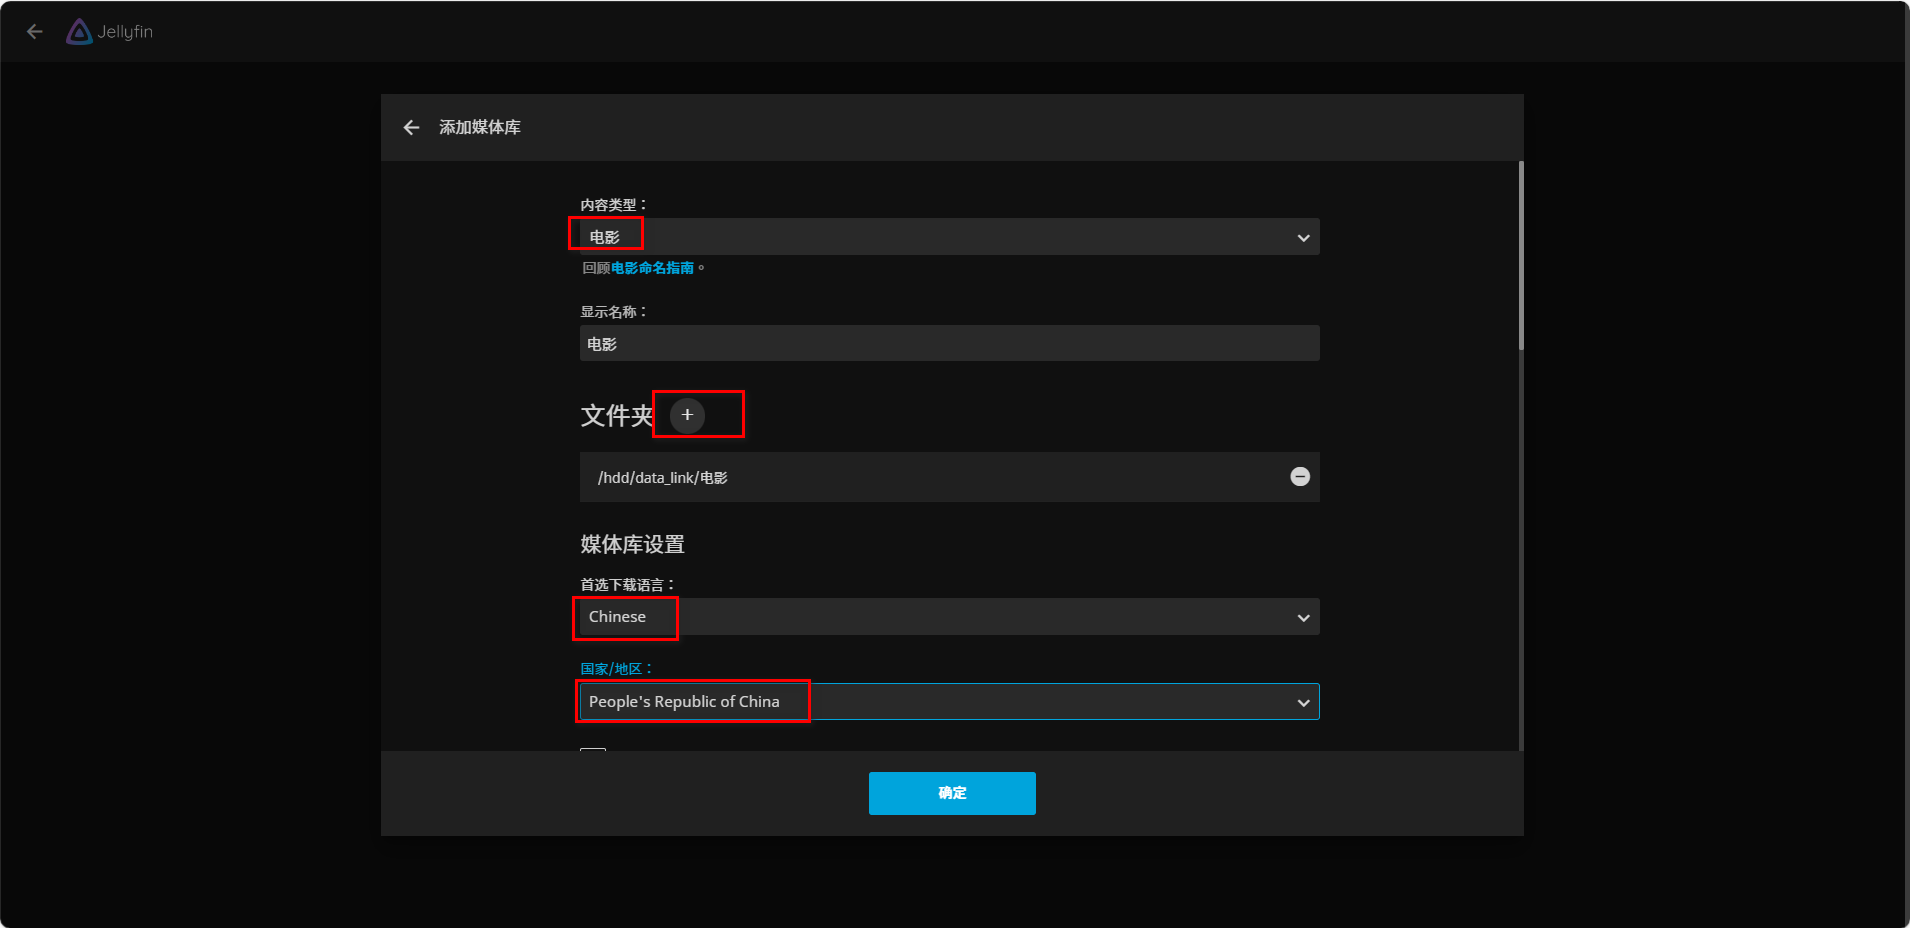 Jellyfin
添加媒体库
内容类型：
电影
回顾电影命名指南。
显示名称：
电影
文件夹
/hdd/data_link/电影
媒体库设置
首选下载语言：
Chinese
国家/地区：
People's Republic of China
确定